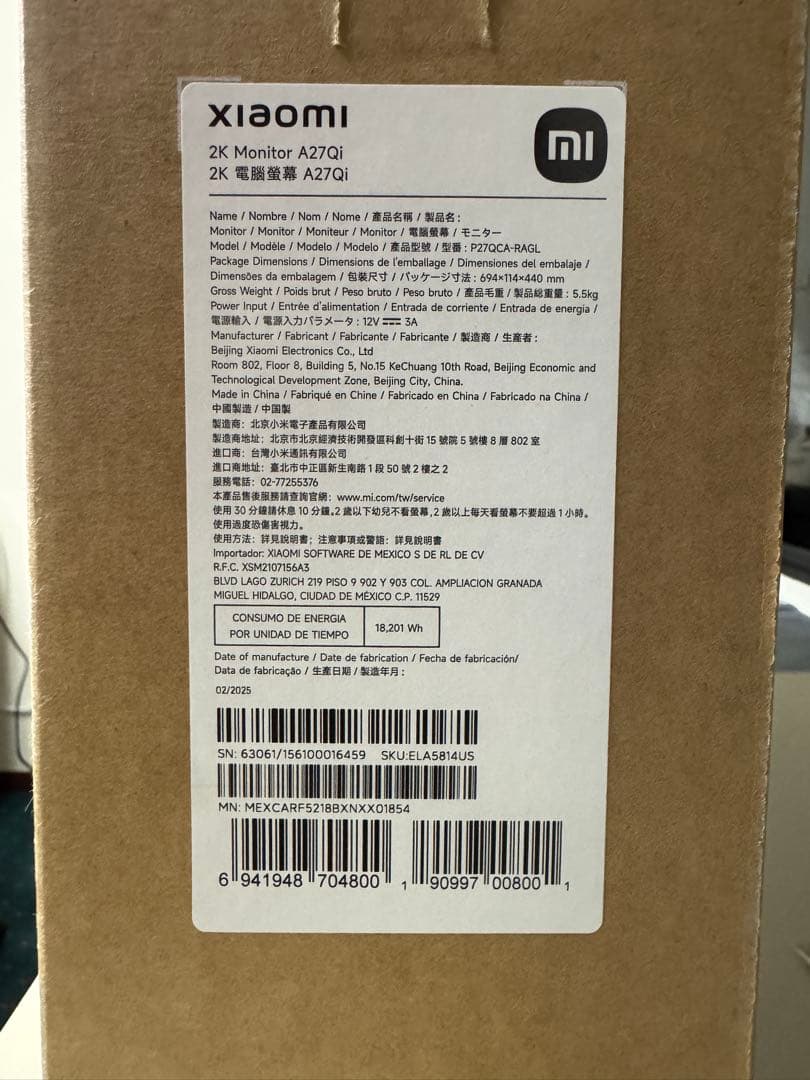 xiaomi
mi
2K Monitor A27Qi
2K 電腦螢幕 A27Qi
Name / Nombre / Nom / Nome / 產品名稱 / 製品名:
Monitor / Monitor / Moniteur / Monitor / 電腦螢幕 / モニター
Model / Modèle / Modelo / Modelo / 產品型號 / 型番: P27QCA-RAGL
Package Dimensions / Dimensions de l'emballage / Dimensiones del embalaje /
Dimensões da embalagem / 包裝尺寸 / パッケージ寸法: 694×114×440 mm
Gross Weight / Poids brut / Peso bruto / Peso bruto / 產品毛重 / 製品総重量: 5.5kg
Power Input / Entrée d'alimentation / Entrada de corriente / Entrada de energía /
電源輸入 / 電源入力パラメータ: 12V ⎓ 3A
Manufacturer / Fabricant / Fabricante / Fabricante / 製造商 / 生産者:
Beijing Xiaomi Electronics Co., Ltd
Room 802, Floor 8, Building 5, No.15 KeChuang 10th Road, Beijing Economic and
Technological Development Zone, Beijing City, China.
Made in China / Fabriqué en Chine / Fabricado en China / Fabricado na China /
中國製造 / 中国製
製造商: 北京小米電子產品有限公司
製造商地址: 北京市北京經濟技術開發區科創十街 15 號院 5 號樓 8 層 802 室
進口商: 台灣小米通訊有限公司
進口商地址: 臺北市中正區新生南路 1 段 50 號 2 樓之 2
服務電話: 02-77255376
本產品售後服務請查詢官網: www.mi.com/tw/service
使用 30 分鐘請休息 10 分鐘。2 歲以下幼兒不看螢幕,2 歲以上每天看螢幕不要超過 1 小時。
使用過度恐傷害視力。
使用方法: 詳見說明書; 注意事項或警語: 詳見說明書
Importador: XIAOMI SOFTWARE DE MEXICO S DE RL DE CV
R.F.C. XSM2107156A3
BLVD LAGO ZURICH 219 PISO 9 902 Y 903 COL. AMPLIACION GRANADA
MIGUEL HIDALGO, CIUDAD DE MÉXICO C.P. 11529
CONSUMO DE ENERGIA
POR UNIDAD DE TIEMPO
18,201 Wh
Date of manufacture / Date de fabrication / Fecha de fabricación/
Data de fabricação / 生產日期 / 製造年月:
02/2025
SN: 63061/156100016459 SKU:ELA5814US
MN: MEXCARF5218BXNXX01854
6 941948 704800
1 90997 00800 1